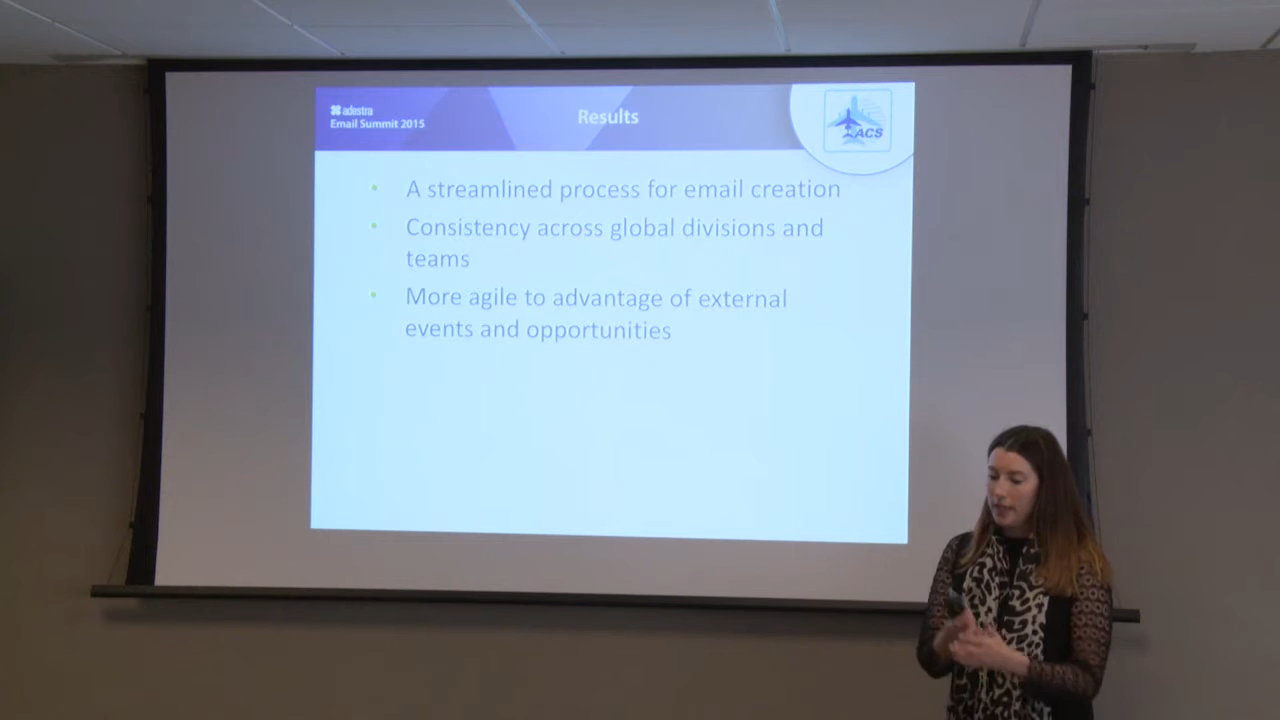 adestra
Email Summit 2015
Results
ACS
A streamlined process for email creation
Consistency across global divisions and
teams
More agile to advantage of external
events and opportunities